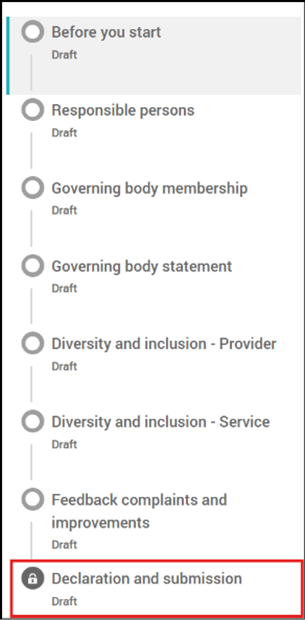 Before you start
Draft
Responsible persons
Draft
Governing body membership
Draft
Governing body statement
Draft
Diversity and inclusion - Provider
Draft
Diversity and inclusion - Service
Draft
Feedback complaints and
improvements
Draft
Declaration and submission
Draft